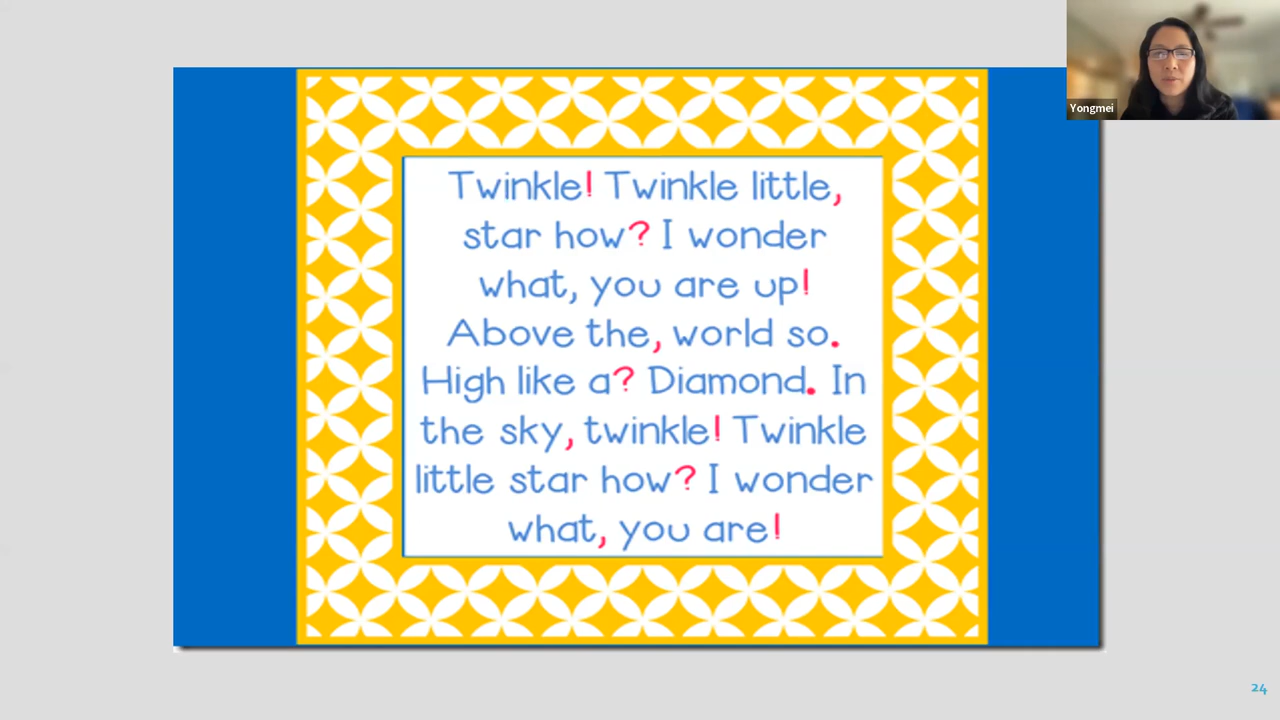 Yongmei
Twinkle! Twinkle little,
star how? I wonder
what, you are up!
Above the, world so.
High like a? Diamond. In
the sky, twinkle! Twinkle
little star how? I wonder
what, you are!
24